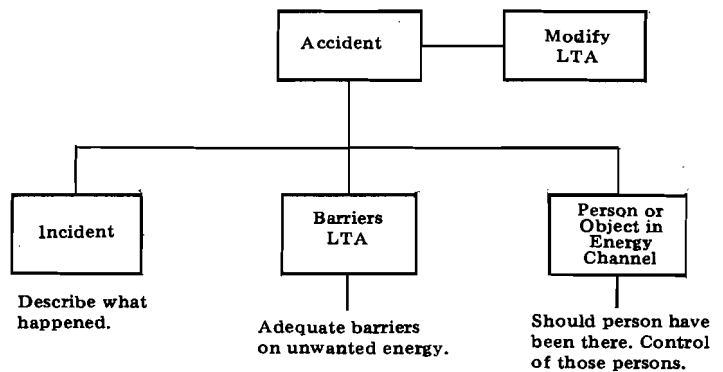 Accident
Modify
LTA
Incident
Barriers
LTA
Person or
Object in
Energy
Channel
Describe what
happened.
Adequate barriers
on unwanted energy.
Should person have
been there. Control
of those persons.